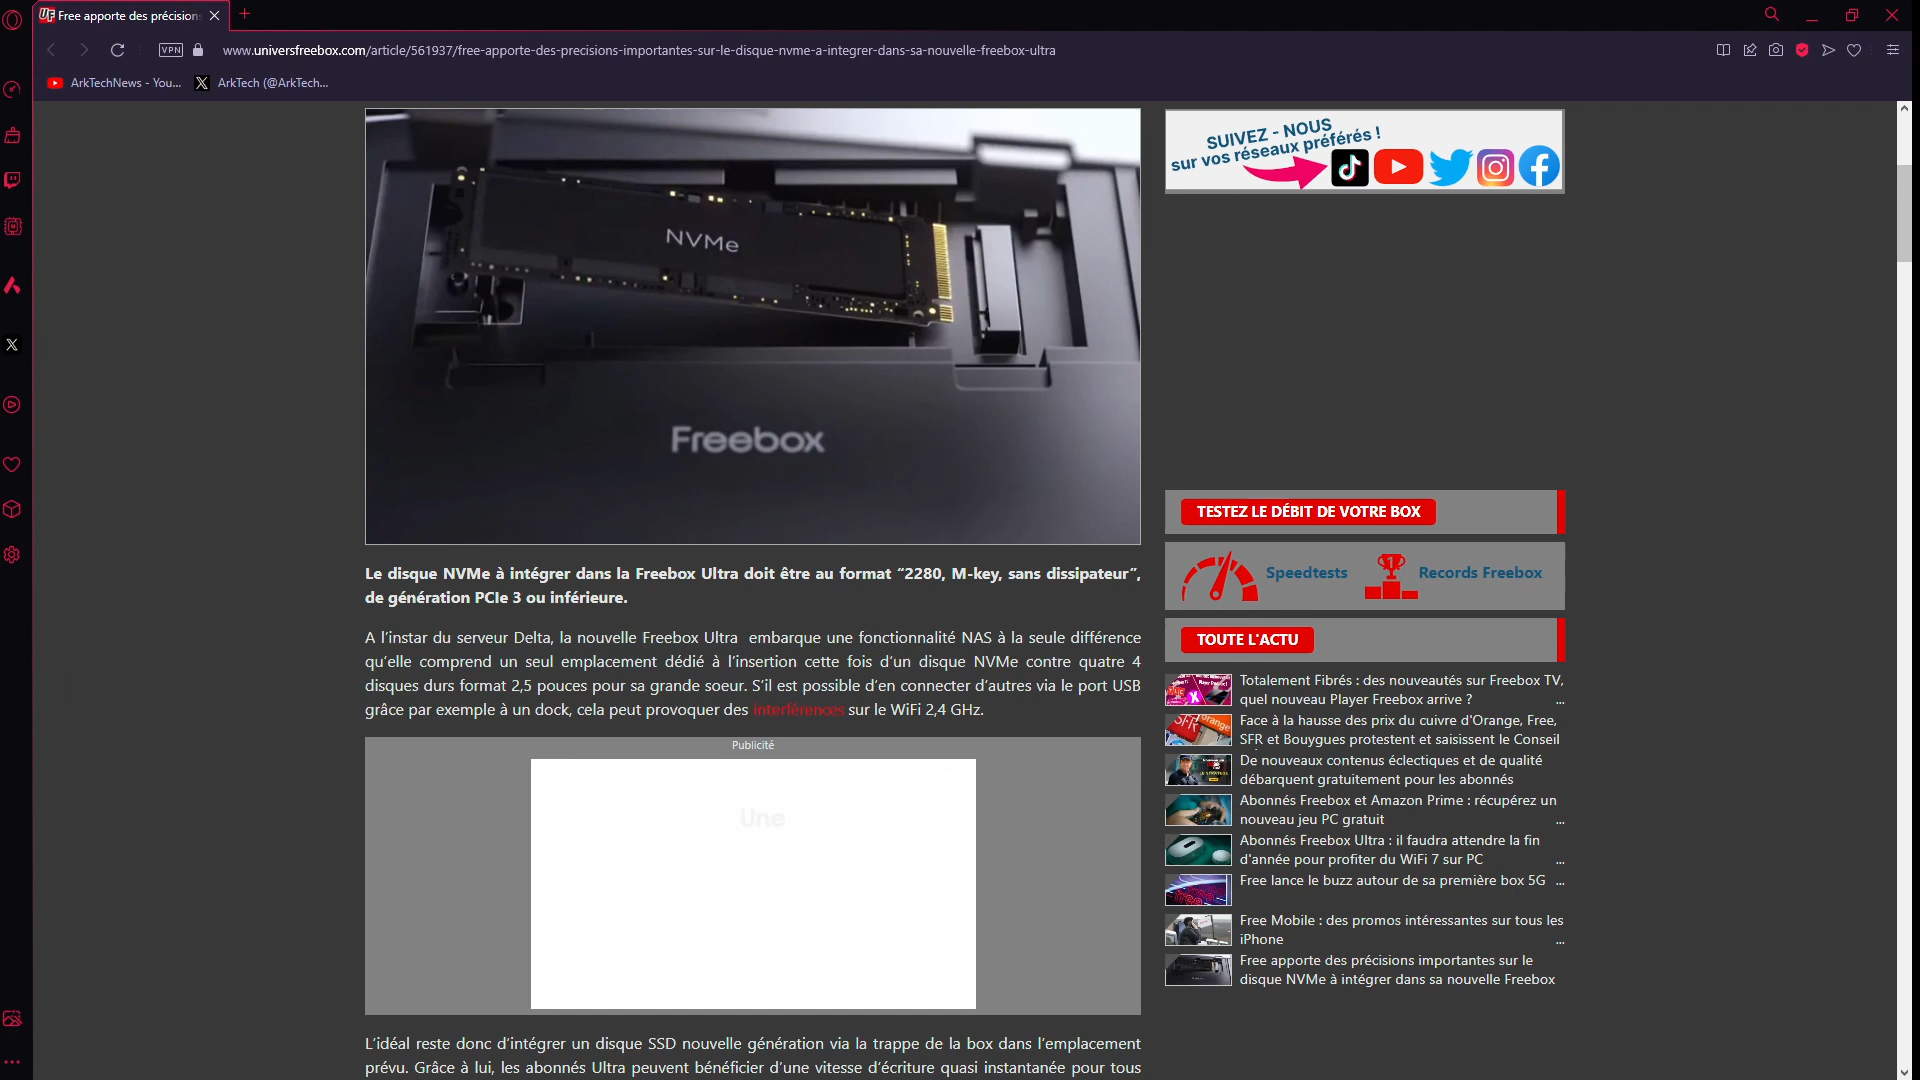 Free apporte des précisions
VPN
www.universfreebox.com/article/561937/free-apporte-des-precisions-importantes-sur-le-disque-nvme-a-integrer-dans-sa-nouvelle-freebox-ultra
ArkTechNews - You...
ArkTech (@ArkTech...
NVMe
Freebox
SUIVEZ - NOUS
sur vos réseaux préférés !
Le disque NVMe à intégrer dans la Freebox Ultra doit être au format “2280, M-key, sans dissipateur”,
de génération PCIe 3 ou inférieure.
A l’instar du serveur Delta, la nouvelle Freebox Ultra embarque une fonctionnalité NAS à la seule différence
qu’elle comprend un seul emplacement dédié à l’insertion cette fois d’un disque NVMe contre quatre 4
disques durs format 2,5 pouces pour sa grande soeur. S’il est possible d’en connecter d’autres via le port USB
grâce par exemple à un dock, cela peut provoquer des interférences sur le WiFi 2,4 GHz.
Publicité
Une
L’idéal reste donc d’intégrer un disque SSD nouvelle génération via la trappe de la box dans l’emplacement
prévu. Grâce à lui, les abonnés Ultra peuvent bénéficier d’une vitesse d’écriture quasi instantanée pour tous
TESTEZ LE DÉBIT DE VOTRE BOX
Speedtests
Records Freebox
TOUTE L'ACTU
Totalement Fibrés : des nouveautés sur Freebox TV,
quel nouveau Player Freebox arrive ? ...
Face à la hausse des prix du cuivre d'Orange, Free,
SFR et Bouygues protestent et saisissent le Conseil
De nouveaux contenus éclectiques et de qualité
débarquent gratuitement pour les abonnés
Abonnés Freebox et Amazon Prime : récupérez un
nouveau jeu PC gratuit ...
Abonnés Freebox Ultra : il faudra attendre la fin
d'année pour profiter du WiFi 7 sur PC ...
Free lance le buzz autour de sa première box 5G ...
Free Mobile : des promos intéressantes sur tous les
iPhone ...
Free apporte des précisions importantes sur le
disque NVMe à intégrer dans sa nouvelle Freebox